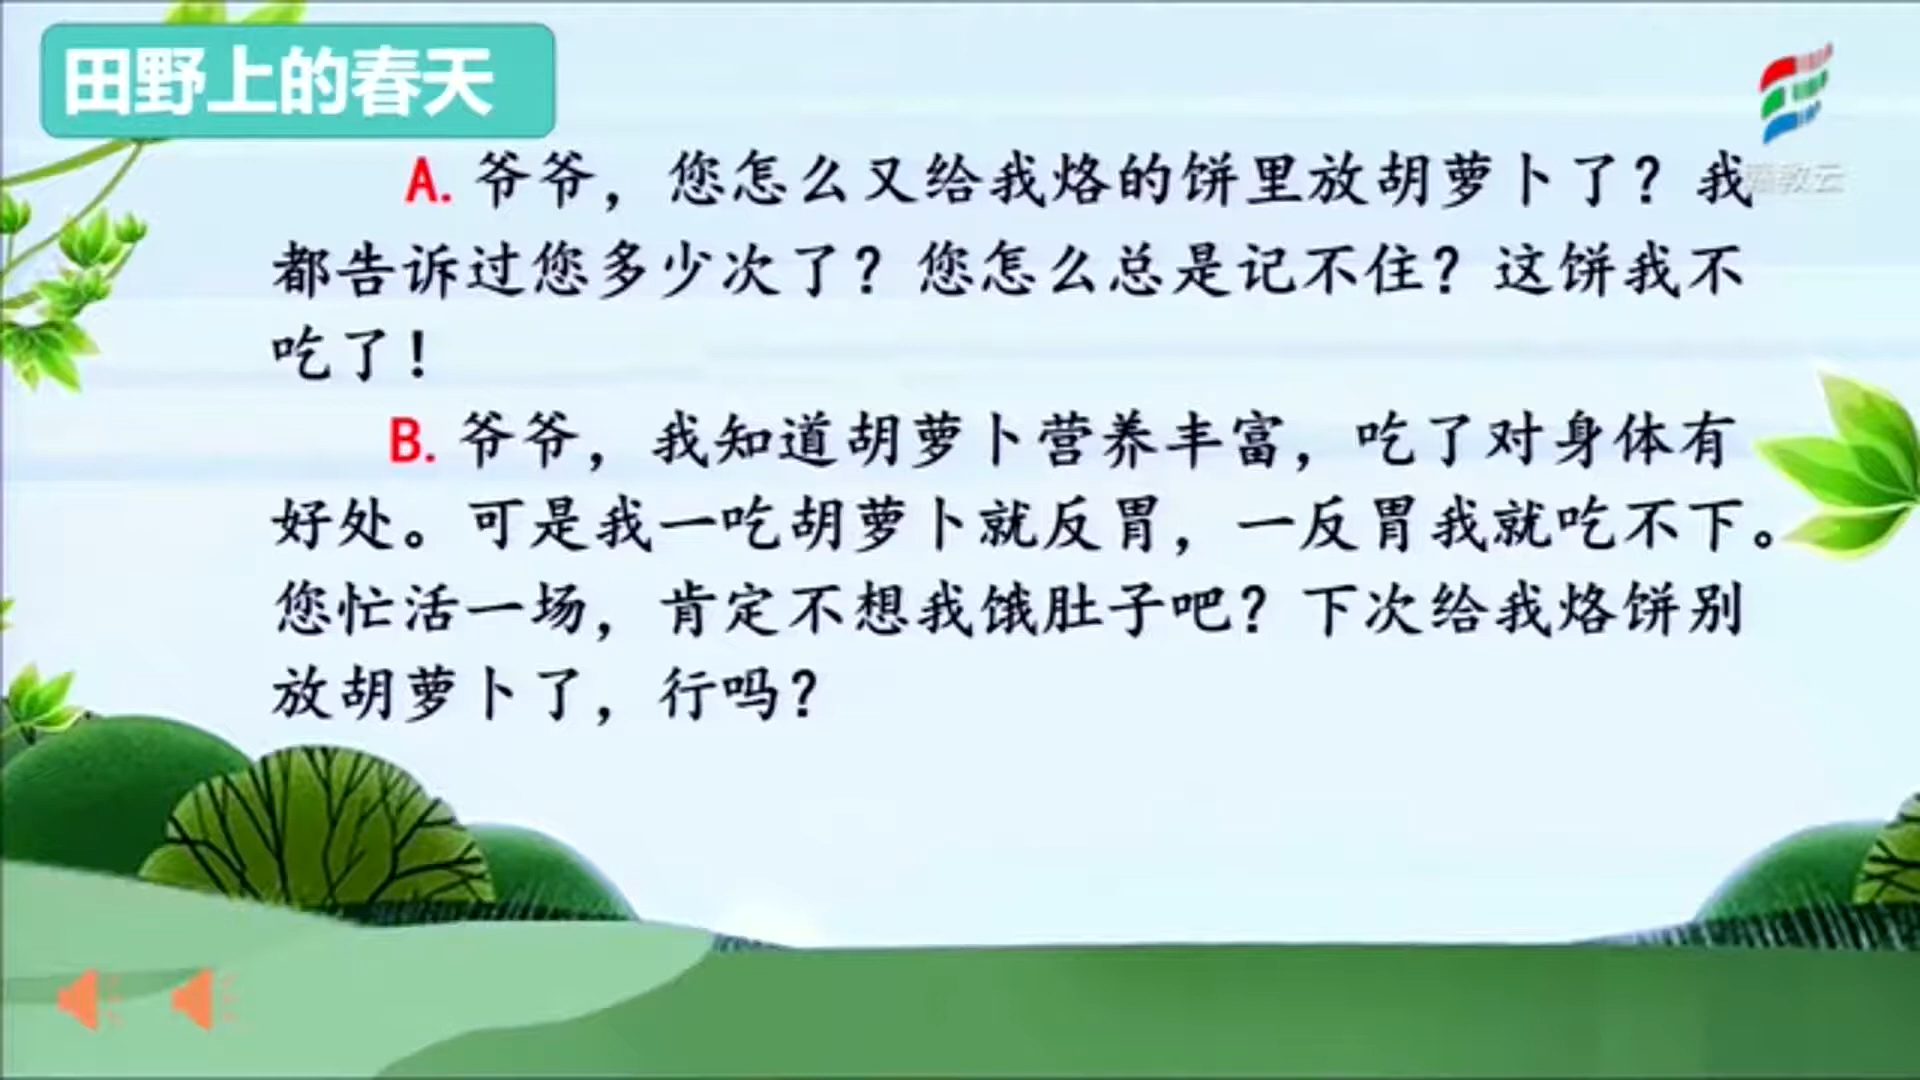 田野上的春天
A. 爷爷，您怎么又给我烙的饼里放胡萝卜了？我
都告诉过您多少次了？您怎么总是记不住？这饼我不
吃了！
B. 爷爷，我知道胡萝卜营养丰富，吃了对身体有
好处。可是我一吃胡萝卜就反胃，一反胃我就吃不下。
您忙活一场，肯定不想我饿肚子吧？下次给我烙饼别
放胡萝卜了，行吗？
教云